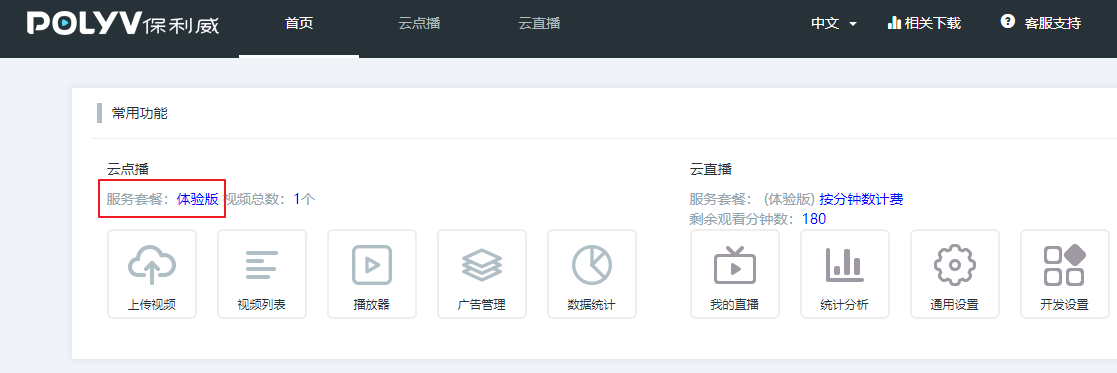 POLYV保利威 首页 云点播 云直播 中文 相关下载 ? 客服支持
常用功能
云点播
服务套餐：体验版 视频总数：1个
上传视频 视频列表 播放器 广告管理 数据统计
云直播
服务套餐： (体验版) 按分钟数计费
剩余观看分钟数：180
我的直播 统计分析 通用设置 开发设置